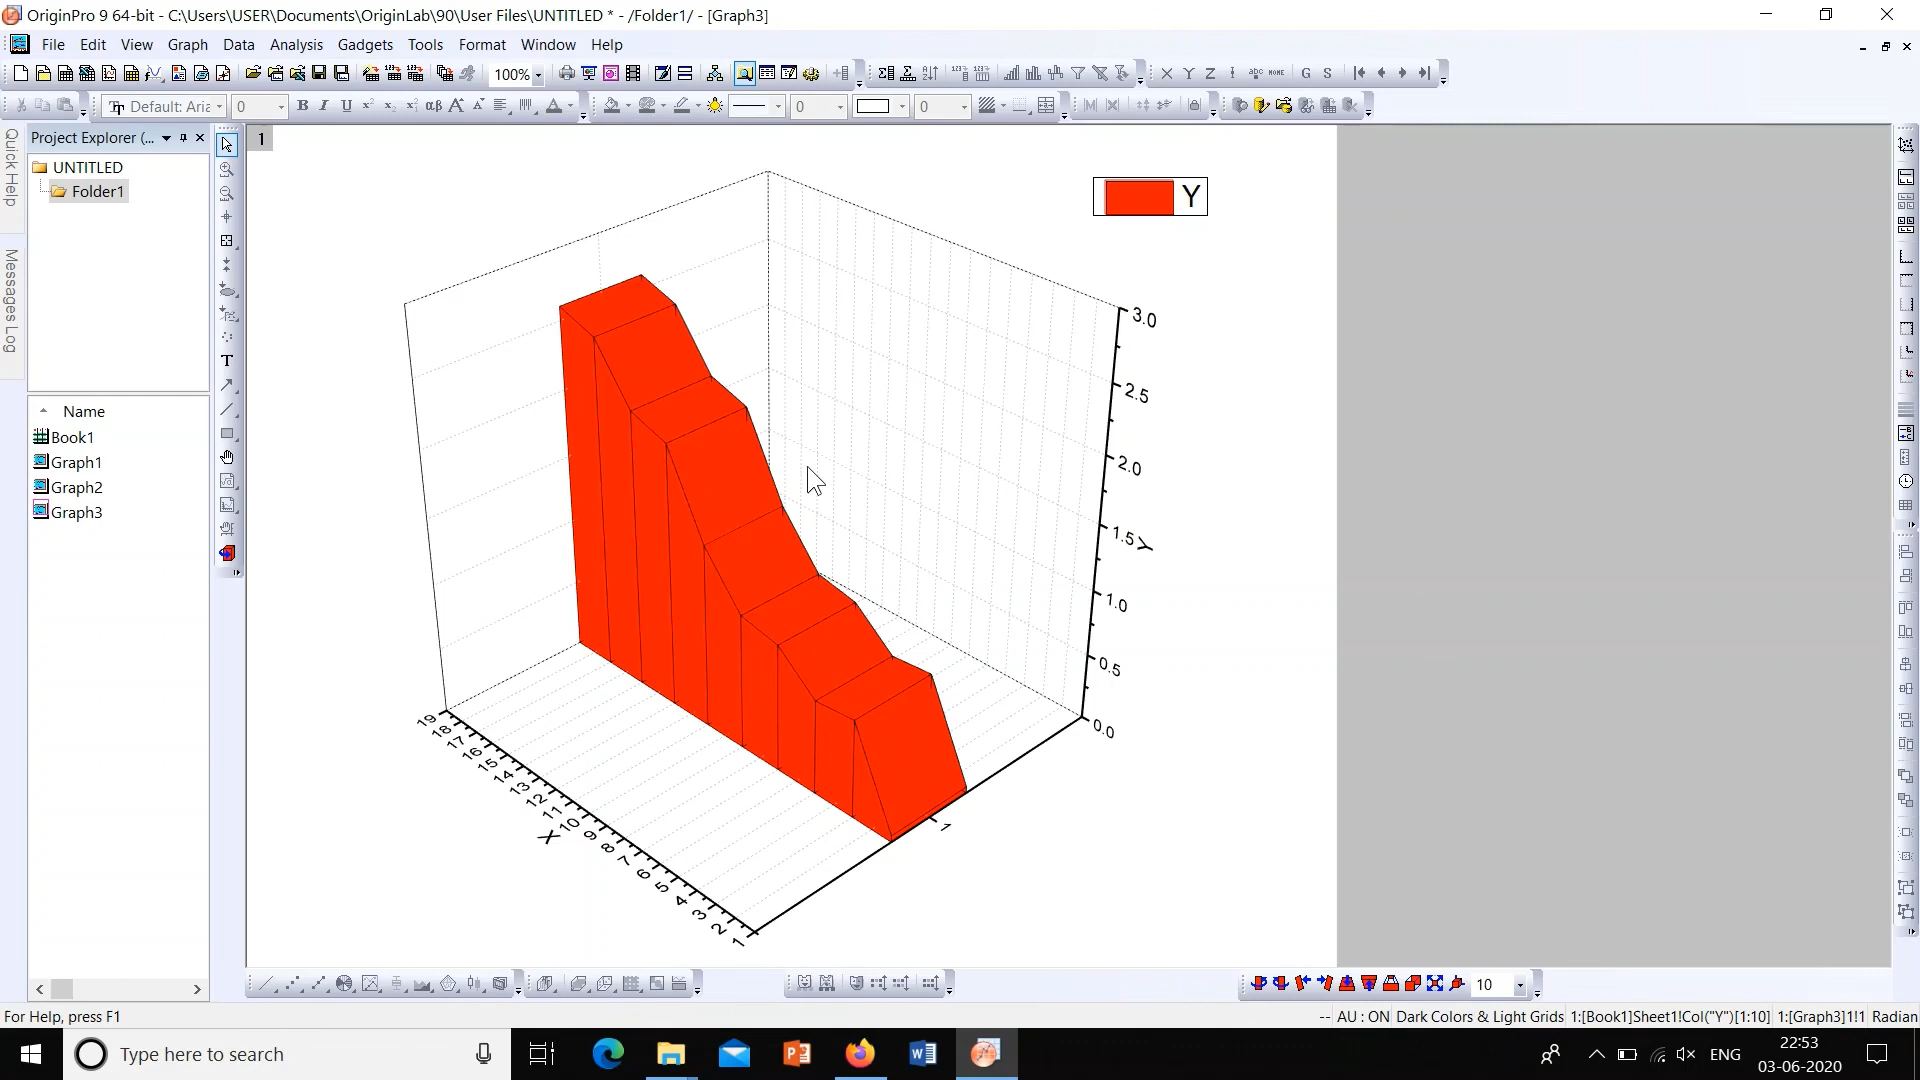 OriginPro 9 64-bit - C:\Users\USER\Documents\OriginLab\90\User Files\UNTITLED * - /Folder1/ - [Graph3]
File Edit View Graph Data Analysis Gadgets Tools Format Window Help
100%
Default: Aria 0 B I U
0 0
Quick Help
Messages Log
Project Explorer (...
UNTITLED
Folder1
Name
Book1
Graph1
Graph2
Graph3
1
Y
3.0
2.5
2.0
1.5
1.0
0.5
0.0
Y
1
X
19
18
17
16
15
14
13
12
11
10
9
8
7
6
5
4
3
2
1
10
For Help, press F1
-- AU : ON Dark Colors & Light Grids 1:[Book1]Sheet1!Col("Y")[1:10] 1:[Graph3]1!1 Radian
Type here to search
ENG
22:53
03-06-2020